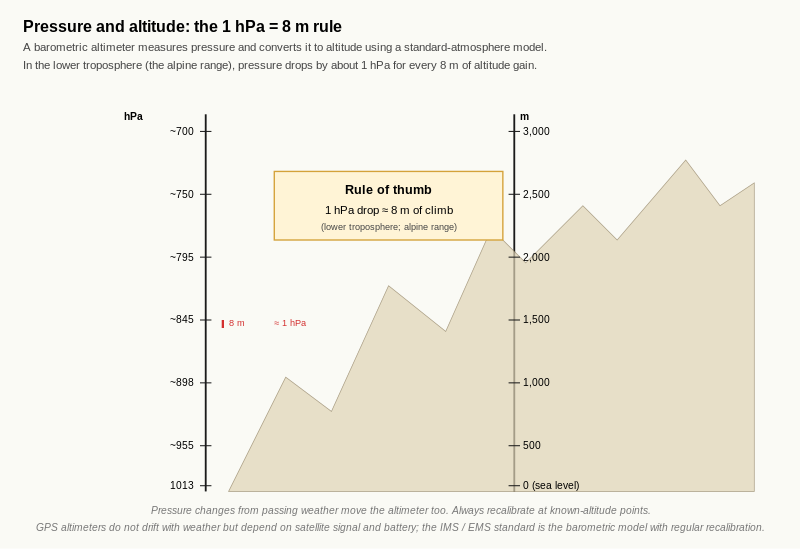 Pressure and altitude: the 1 hPa = 8 m rule
A barometric altimeter measures pressure and converts it to altitude using a standard-atmosphere model.
In the lower troposphere (the alpine range), pressure drops by about 1 hPa for every 8 m of altitude gain.
hPa
m
~700
3,000
~750
2,500
Rule of thumb
1 hPa drop ≈ 8 m of climb
(lower troposphere; alpine range)
~795
2,000
~845
8 m
≈ 1 hPa
1,500
~898
1,000
~955
500
1013
0 (sea level)
Pressure changes from passing weather move the altimeter too. Always recalibrate at known-altitude points.
GPS altimeters do not drift with weather but depend on satellite signal and battery; the IMS / EMS standard is the barometric model with regular recalibration.